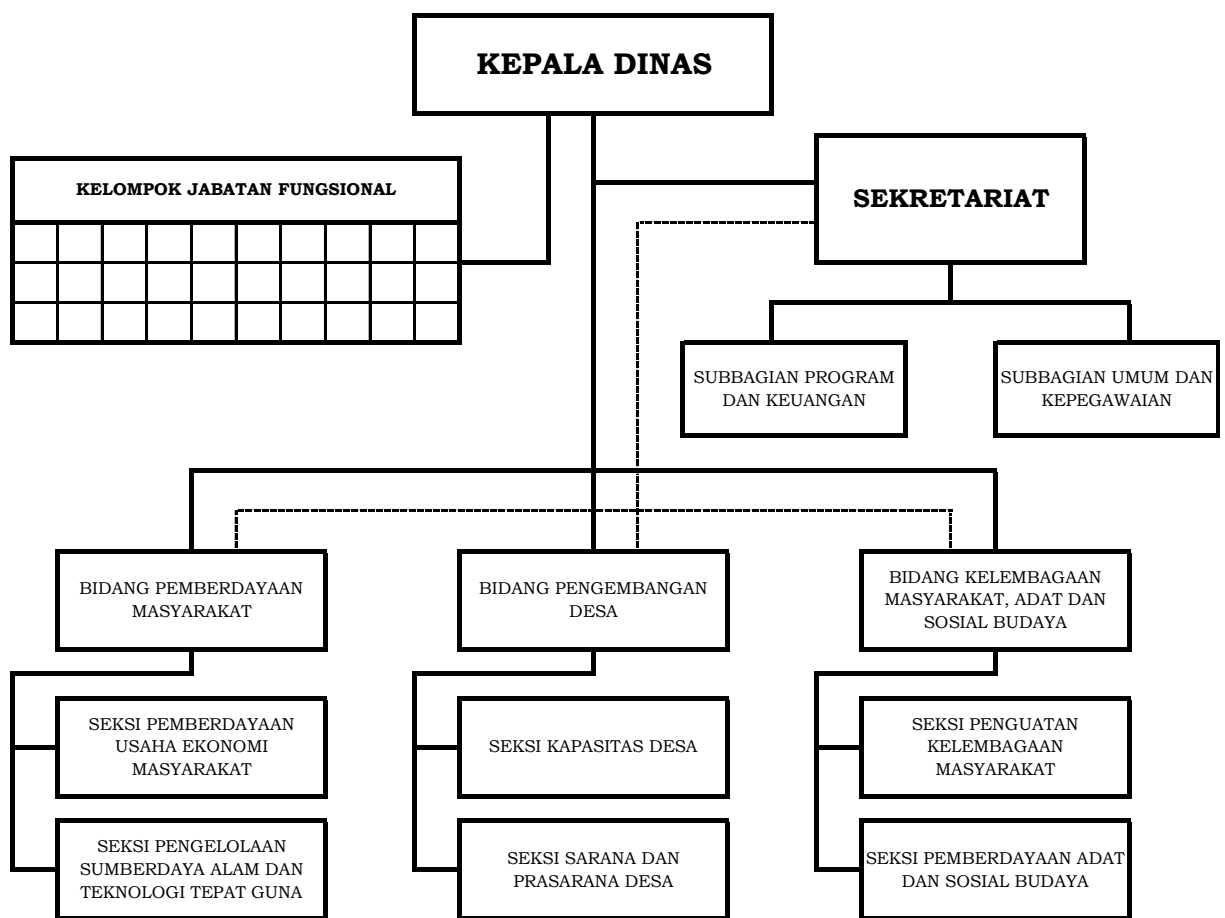 KEPALA DINAS
KELOMPOK JABATAN FUNGSIONAL
SEKRETARIAT
SUBBAGIAN PROGRAM
DAN KEUANGAN
SUBBAGIAN UMUM DAN
KEPEGAWAIAN
BIDANG PEMBERDAYAAN
MASYARAKAT
BIDANG PENGEMBANGAN
DESA
BIDANG KELEMBAGAAN
MASYARAKAT, ADAT DAN
SOSIAL BUDAYA
SEKSI PEMBERDAYAAN
USAHA EKONOMI
MASYARAKAT
SEKSI KAPASITAS DESA
SEKSI PENGUATAN
KELEMBAGAAN
MASYARAKAT
SEKSI PENGELOLAAN
SUMBERDAYA ALAM DAN
TEKNOLOGI TEPAT GUNA
SEKSI SARANA DAN
PRASARANA DESA
SEKSI PEMBERDAYAAN ADAT
DAN SOSIAL BUDAYA